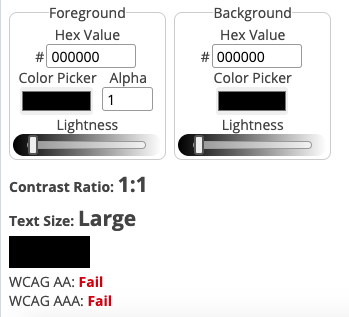 Foreground
Hex Value
# 000000
Color Picker Alpha
1
Lightness
Background
Hex Value
# 000000
Color Picker
Lightness
Contrast Ratio: 1:1
Text Size: Large
WCAG AA: Fail
WCAG AAA: Fail